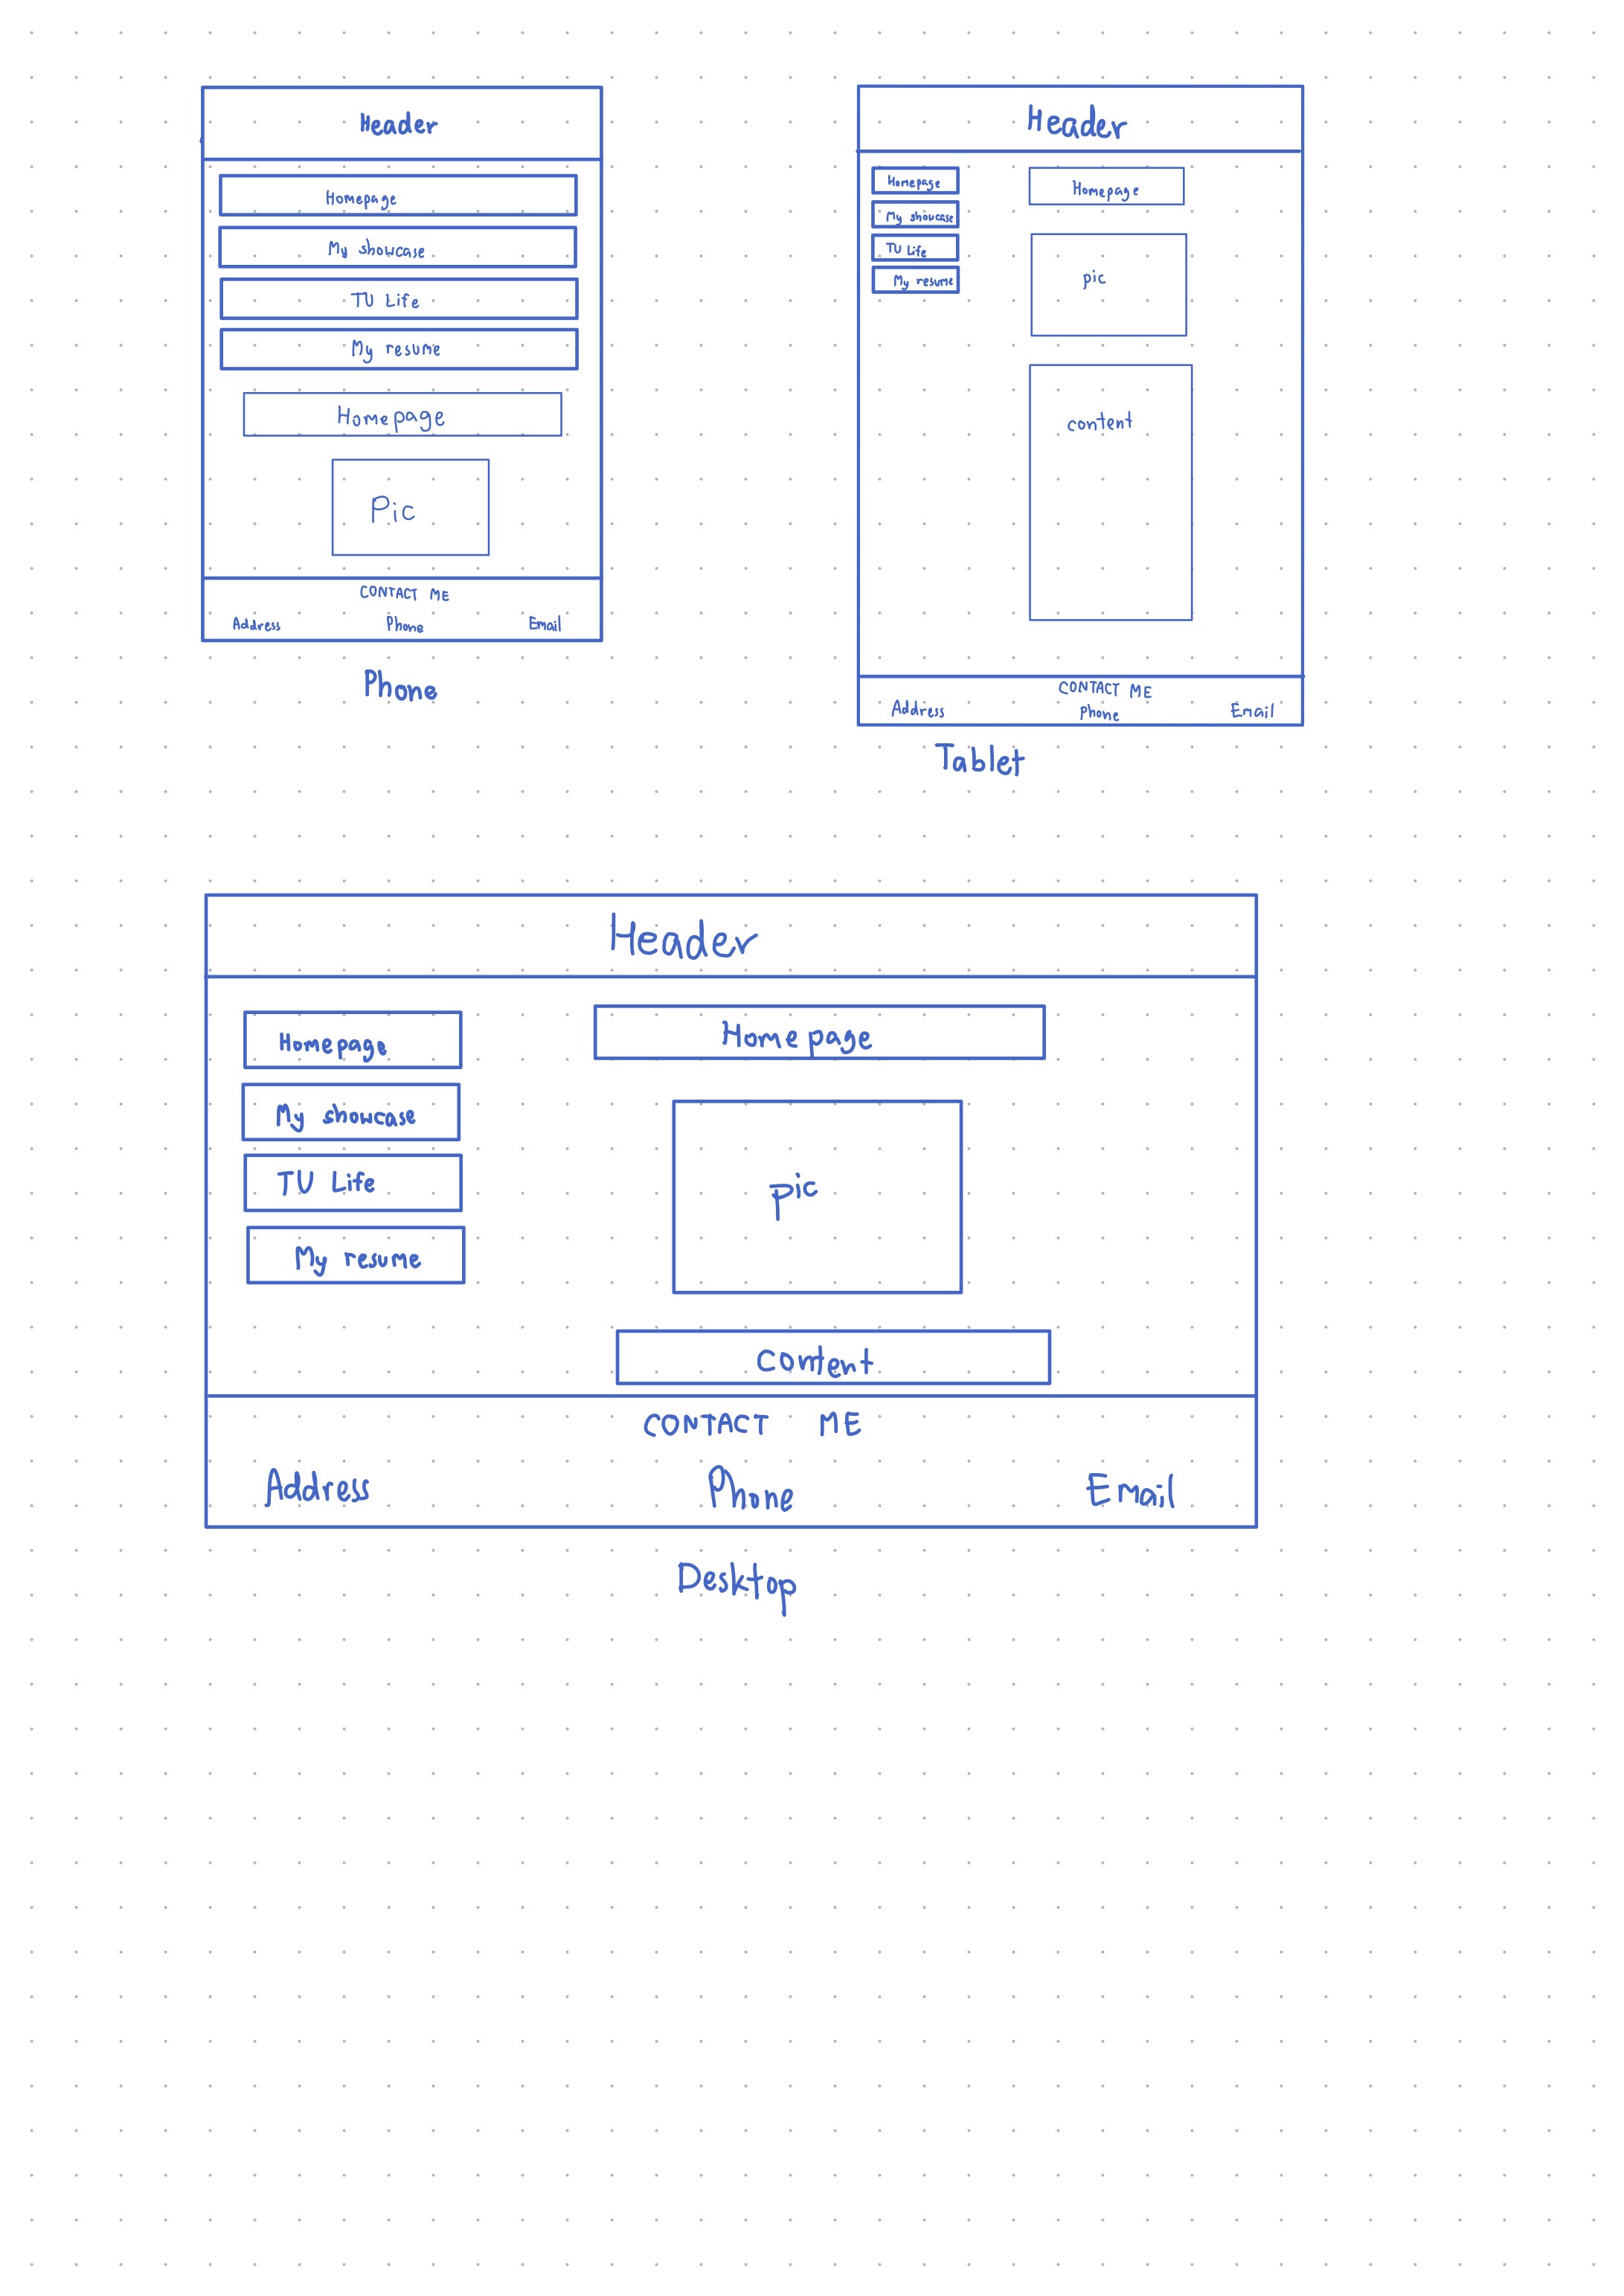 Header
Homepage
My showcase
TU Life
My resume
Homepage
Pic
CONTACT ME
Address Phone Email
Phone
Header
Homepage
My showcase
TU Life
My resume
Homepage
pic
content
CONTACT ME
Address Phone Email
Tablet
Header
Homepage
My showcase
TU Life
My resume
Homepage
pic
content
CONTACT ME
Address Phone Email
Desktop